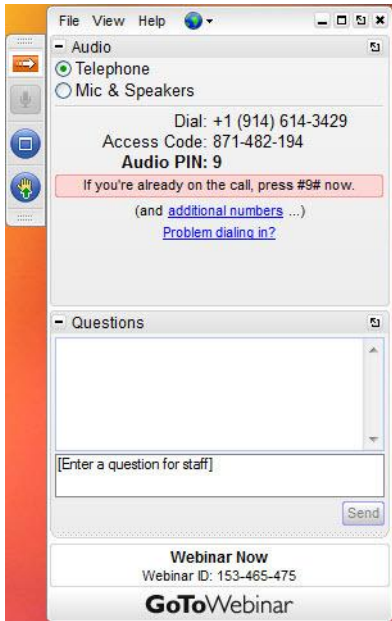 File View Help
Audio
Telephone
Mic & Speakers
Dial: +1 (914) 614-3429
Access Code: 871-482-194
Audio PIN: 9
If you're already on the call, press #9# now.
(and additional numbers ...)
Problem dialing in?
Questions
[Enter a question for staff]
Send
Webinar Now
Webinar ID: 153-465-475
GoToWebinar